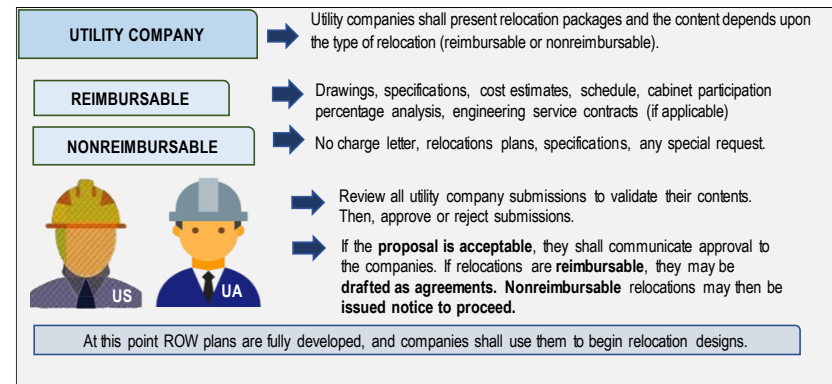 UTILITY COMPANY
Utility companies shall present relocation packages and the content depends upon
the type of relocation (reimbursable or nonreimbursable).
REIMBURSABLE
Drawings, specifications, cost estimates, schedule, cabinet participation
percentage analysis, engineering service contracts (if applicable)
NONREIMBURSABLE
No charge letter, relocations plans, specifications, any special request.
Review all utility company submissions to validate their contents.
Then, approve or reject submissions.
If the proposal is acceptable, they shall communicate approval to
the companies. If relocations are reimbursable, they may be
drafted as agreements. Nonreimbursable relocations may then be
issued notice to proceed.
US
UA
At this point ROW plans are fully developed, and companies shall use them to begin relocation designs.